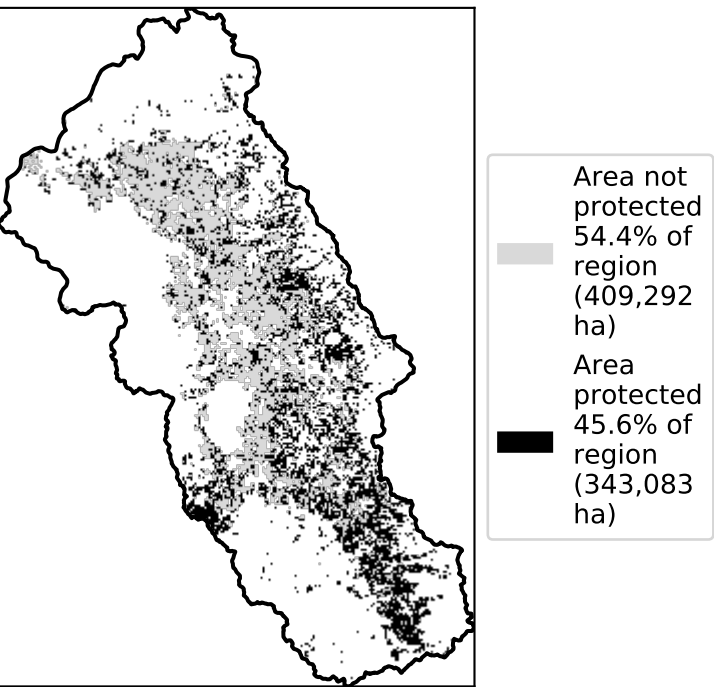 Area not
protected
54.4% of
region
(409,292
ha)
Area
protected
45.6% of
region
(343,083
ha)